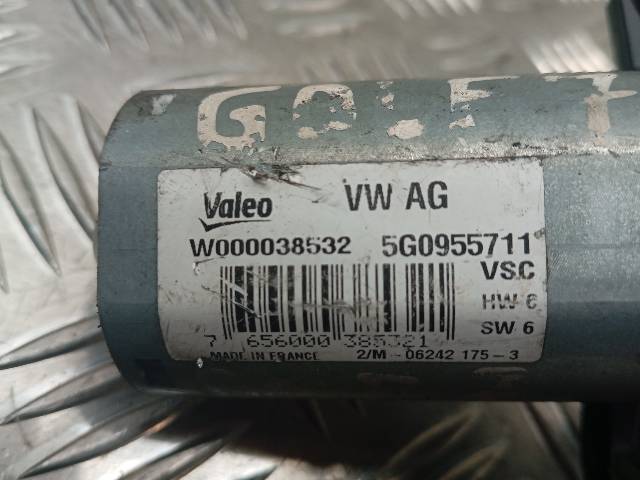 GOLF 7
Valeo VW AG
W000038532 5G0955711
VSC
HW 6
SW 6
7 656000 385321
MADE IN FRANCE 2/M - 06242 175 - 3